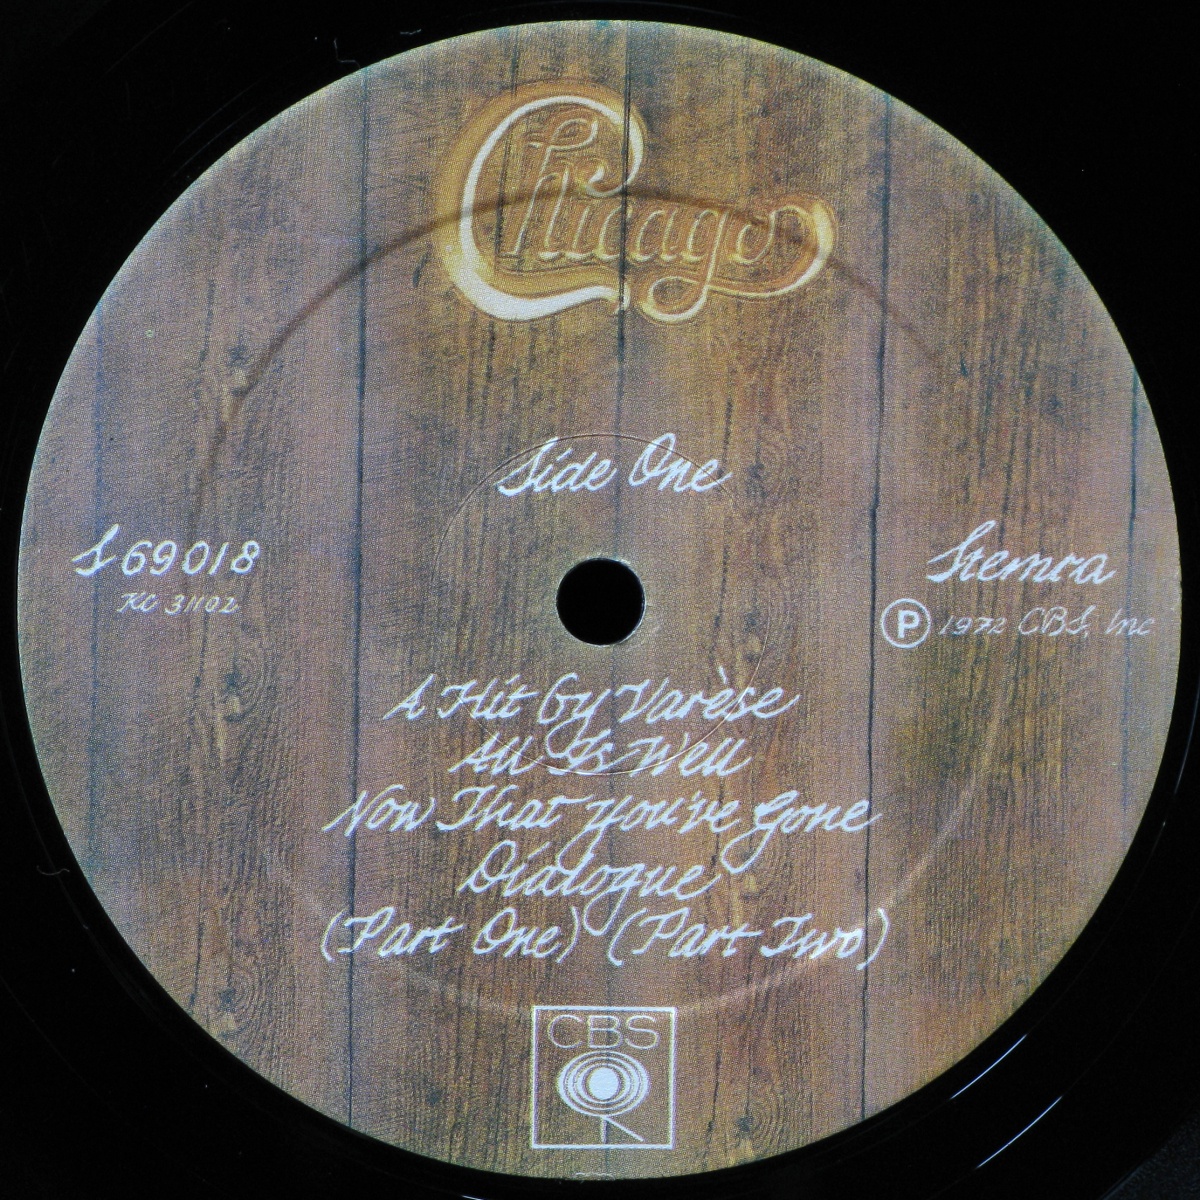 Chicago
Side One
S 69018
KC 31102
Stemra
Ⓟ 1972 CBS, Inc
A Hit by Varèse
All Is Well
Now That You've Gone
Dialogue
(Part One) (Part Two)
CBS